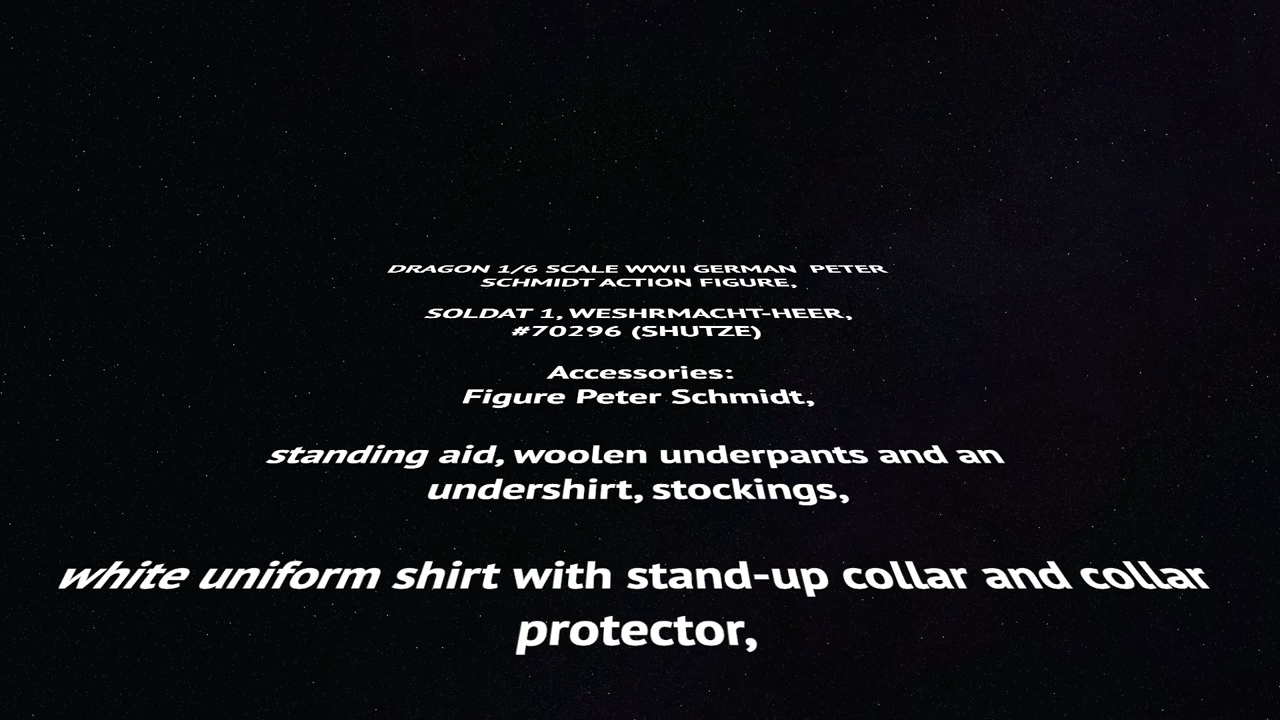 DRAGON 1/6 SCALE WWII GERMAN  PETER
SCHMIDT ACTION FIGURE,
SOLDAT 1, WESHRMACHT-HEER,
#70296 (SHUTZE)
Accessories:
Figure Peter Schmidt,
standing aid, woolen underpants and an
undershirt, stockings,
white uniform shirt with stand-up collar and collar
protector,